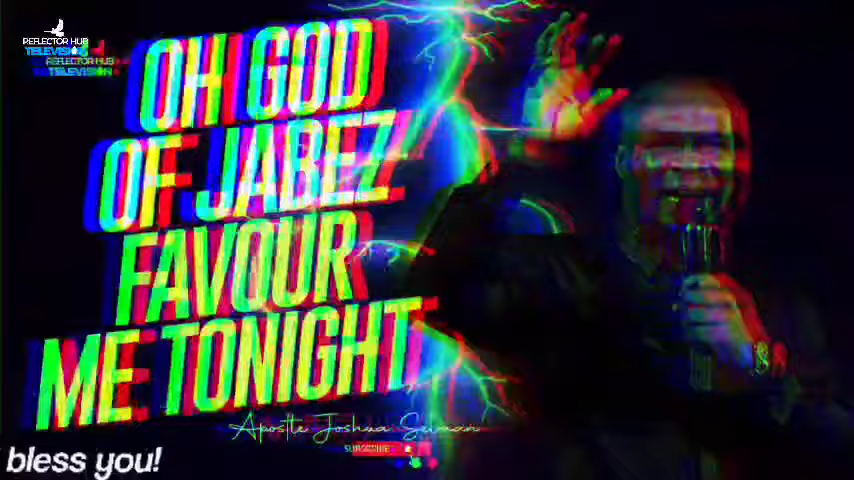 REFLECTOR HUB
TELEVISION
REFLECTOR HUB
TELEVISION
OH GOD
OF JABEZ
FAVOUR
ME TONIGHT
Apostle Joshua Selman
SUBSCRIBE
bless you!